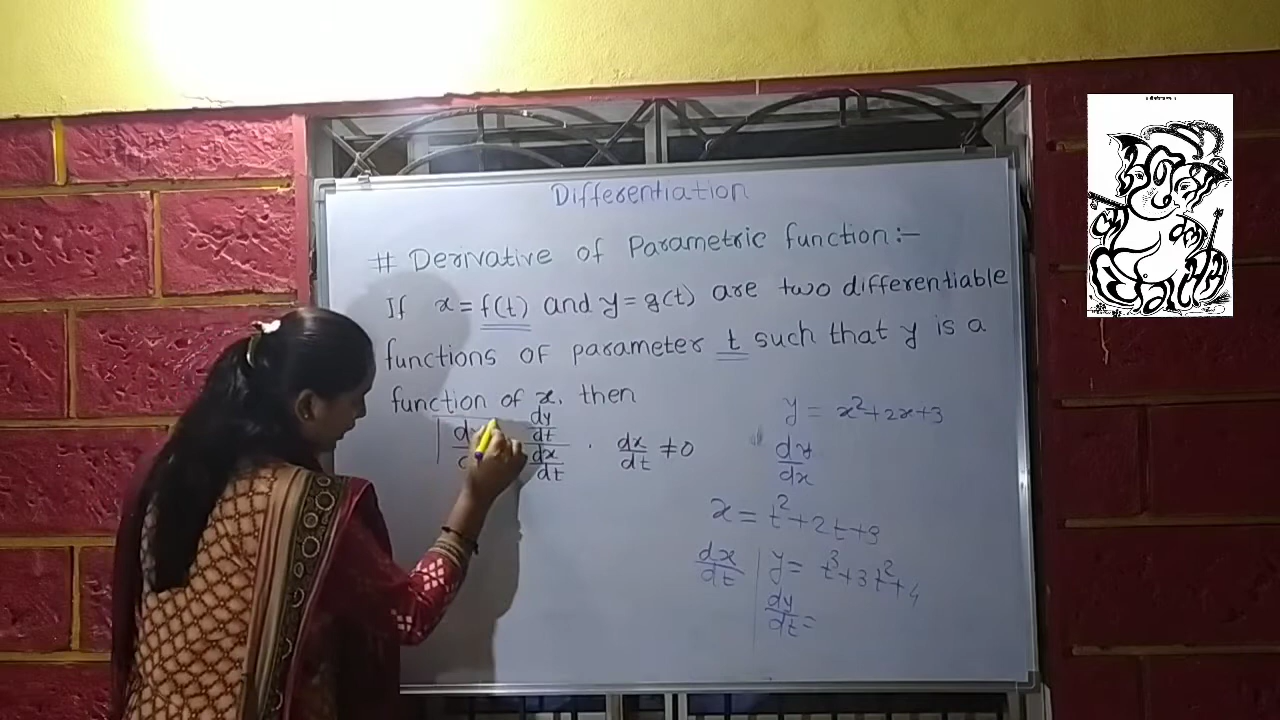 Differentiation
# Derivative of Parametric function:-
If x = f(t) and y = g(t) are two differentiable
functions of parameter t such that y is a
function of x. then
dy/dt
dx/dt . dx/dt ≠ 0
y = x²+2x+3
dy/dx
x = t²+2t+9
dx/dt
y = t³+3t²+4
dy/dt =